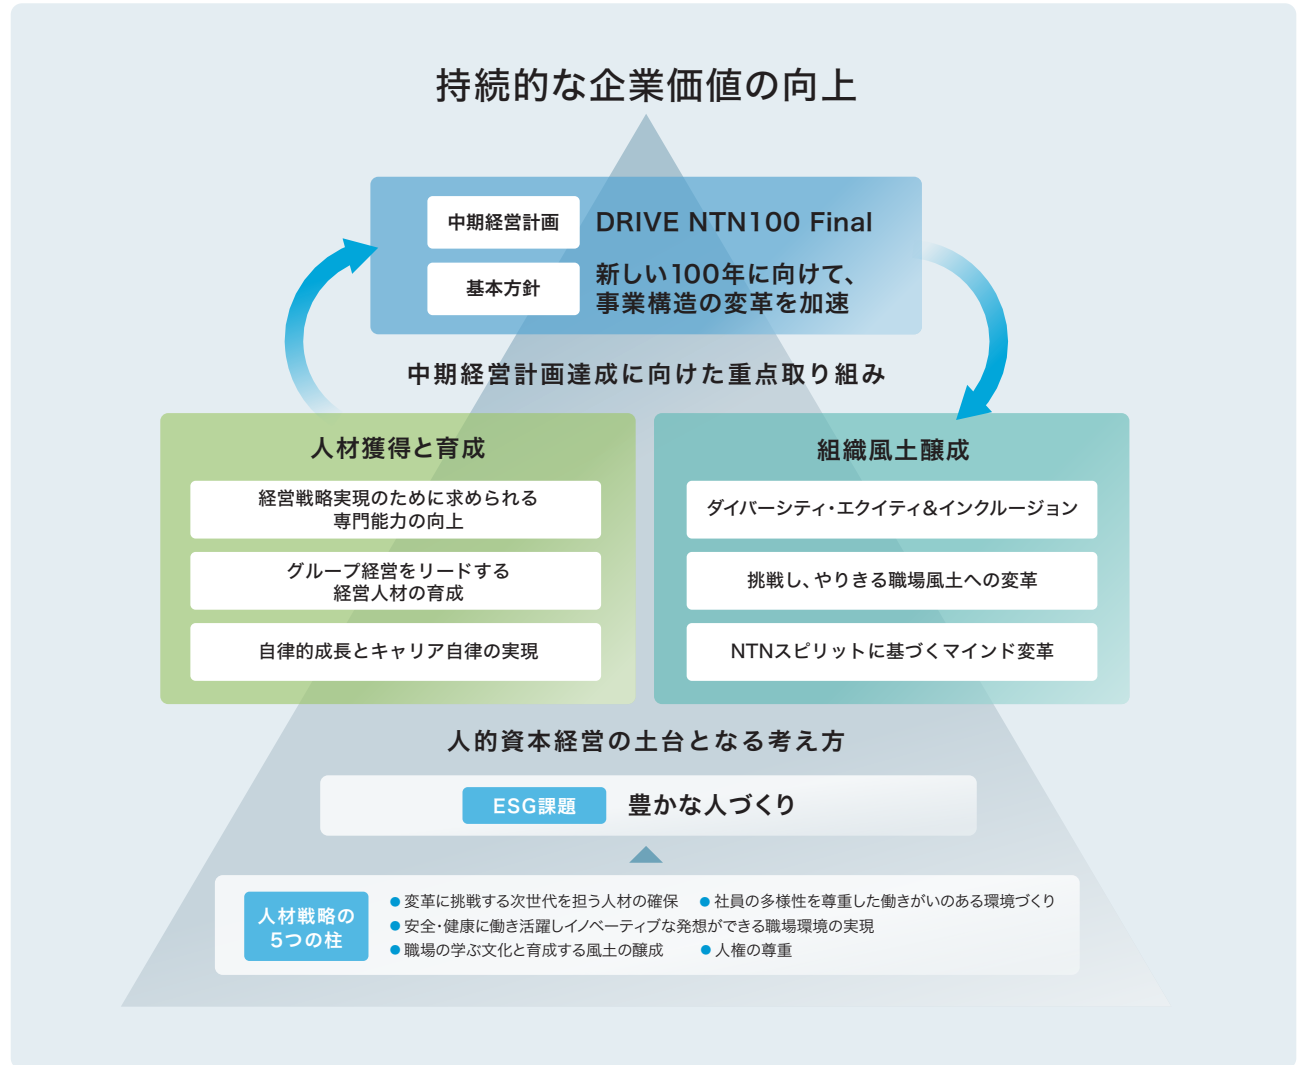 持続的な企業価値の向上
中期経営計画
DRIVE NTN100 Final
基本方針
新しい100年に向けて、
事業構造の変革を加速
中期経営計画達成に向けた重点取り組み
人材獲得と育成
経営戦略実現のために求められる
専門能力の向上
グループ経営をリードする
経営人材の育成
自律的成長とキャリア自律の実現
組織風土醸成
ダイバーシティ・エクイティ&インクルージョン
挑戦し、やりきる職場風土への変革
NTNスピリットに基づくマインド変革
人的資本経営の土台となる考え方
ESG課題
豊かな人づくり
人材戦略の
5つの柱
● 変革に挑戦する次世代を担う人材の確保 ● 社員の多様性を尊重した働きがいのある環境づくり
● 安全・健康に働き活躍しイノベーティブな発想ができる職場環境の実現
● 職場の学ぶ文化と育成する風土の醸成 ● 人権の尊重